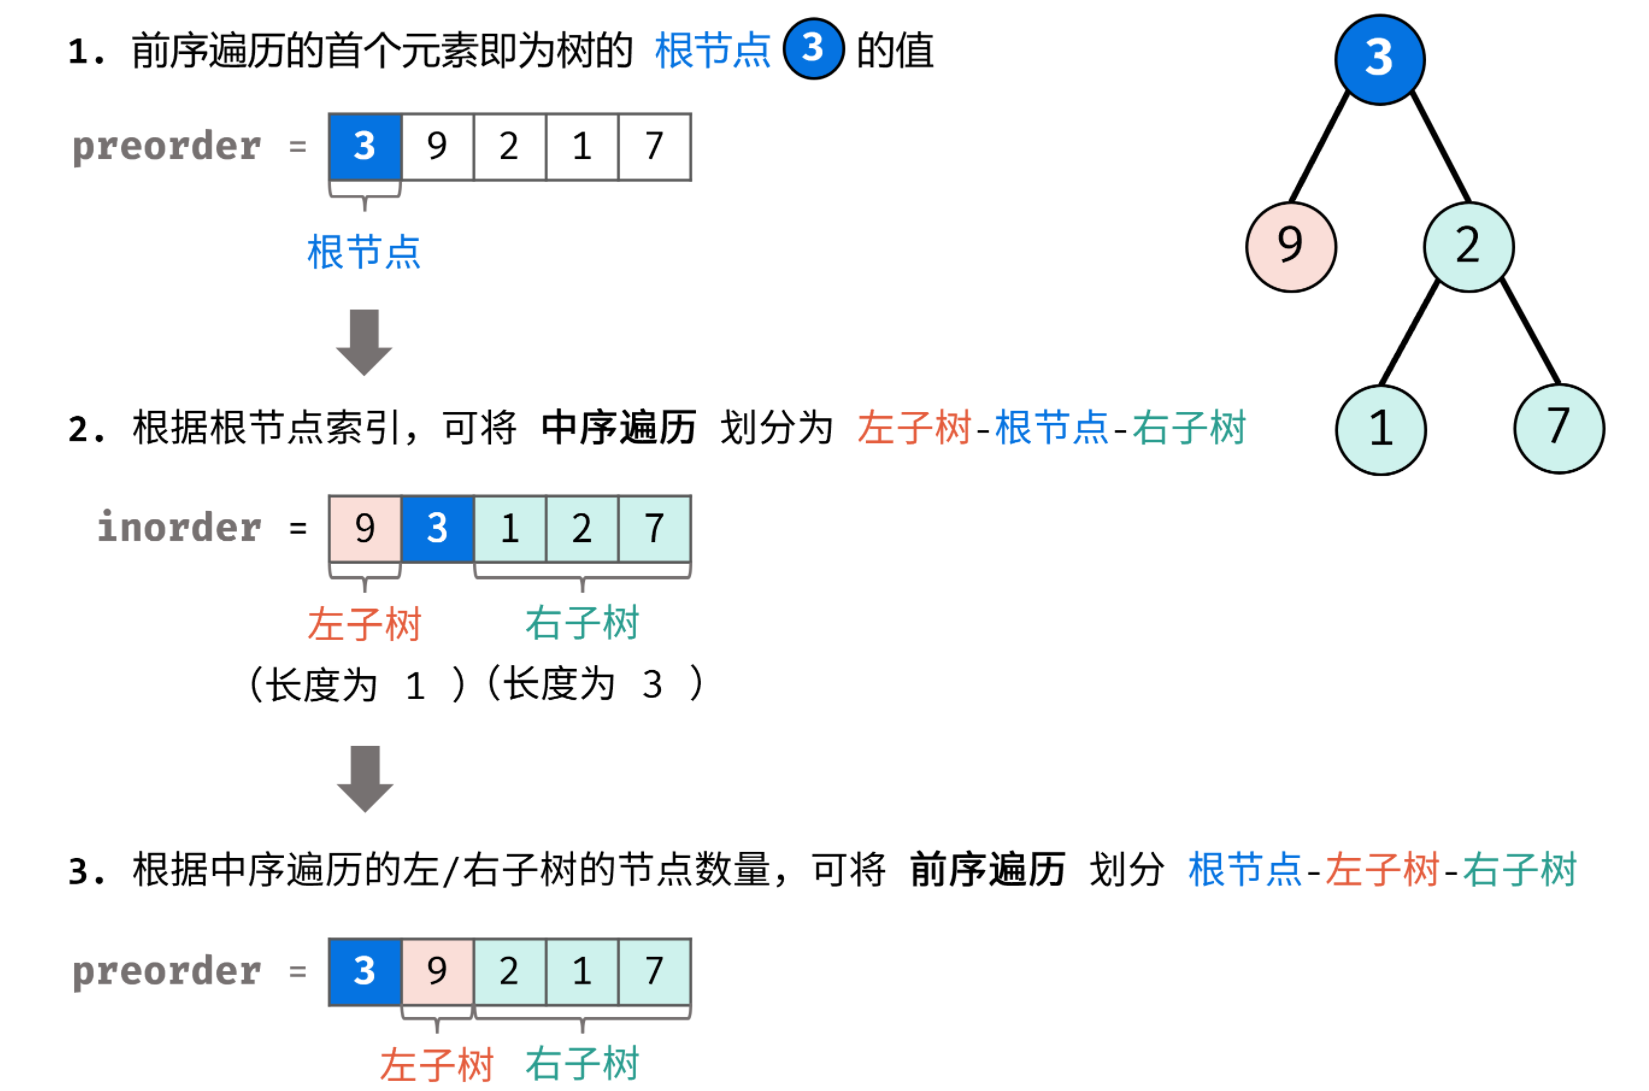 1. 前序遍历的首个元素即为树的 根节点 3 的值
preorder = 3 9 2 1 7
根节点
2. 根据根节点索引，可将 中序遍历 划分为 左子树-根节点-右子树
inorder = 9 3 1 2 7
左子树 右子树
（长度为 1 ）（长度为 3 ）
3. 根据中序遍历的左/右子树的节点数量，可将 前序遍历 划分 根节点-左子树-右子树
preorder = 3 9 2 1 7
左子树 右子树
3
9 2
1 7